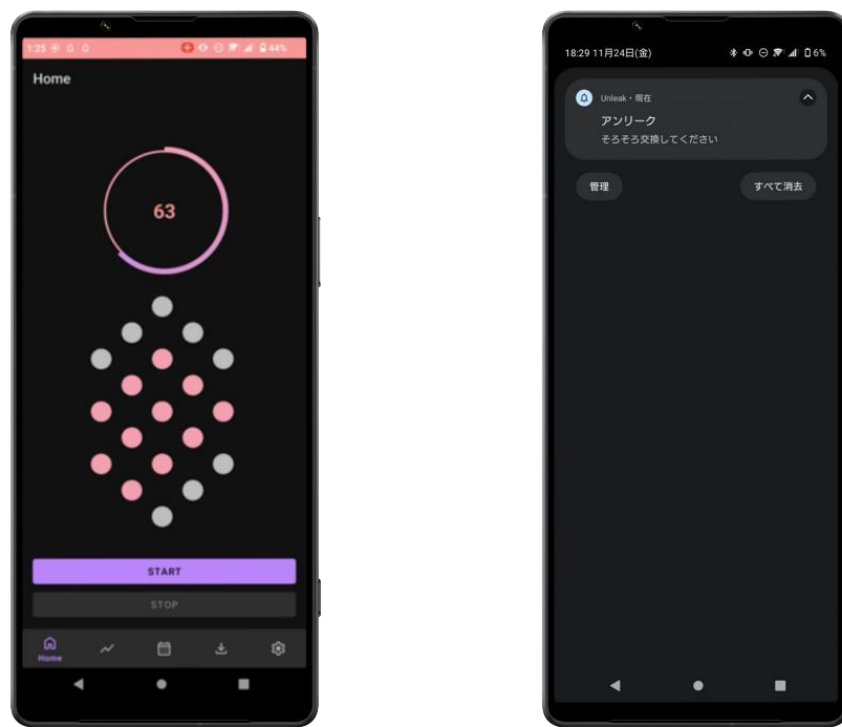 1:25
44%
Home
63
START
STOP
Home
18:29 11月24日(金)
6%
Unleak・現在
アンリーク
そろそろ交換してください
管理
すべて消去